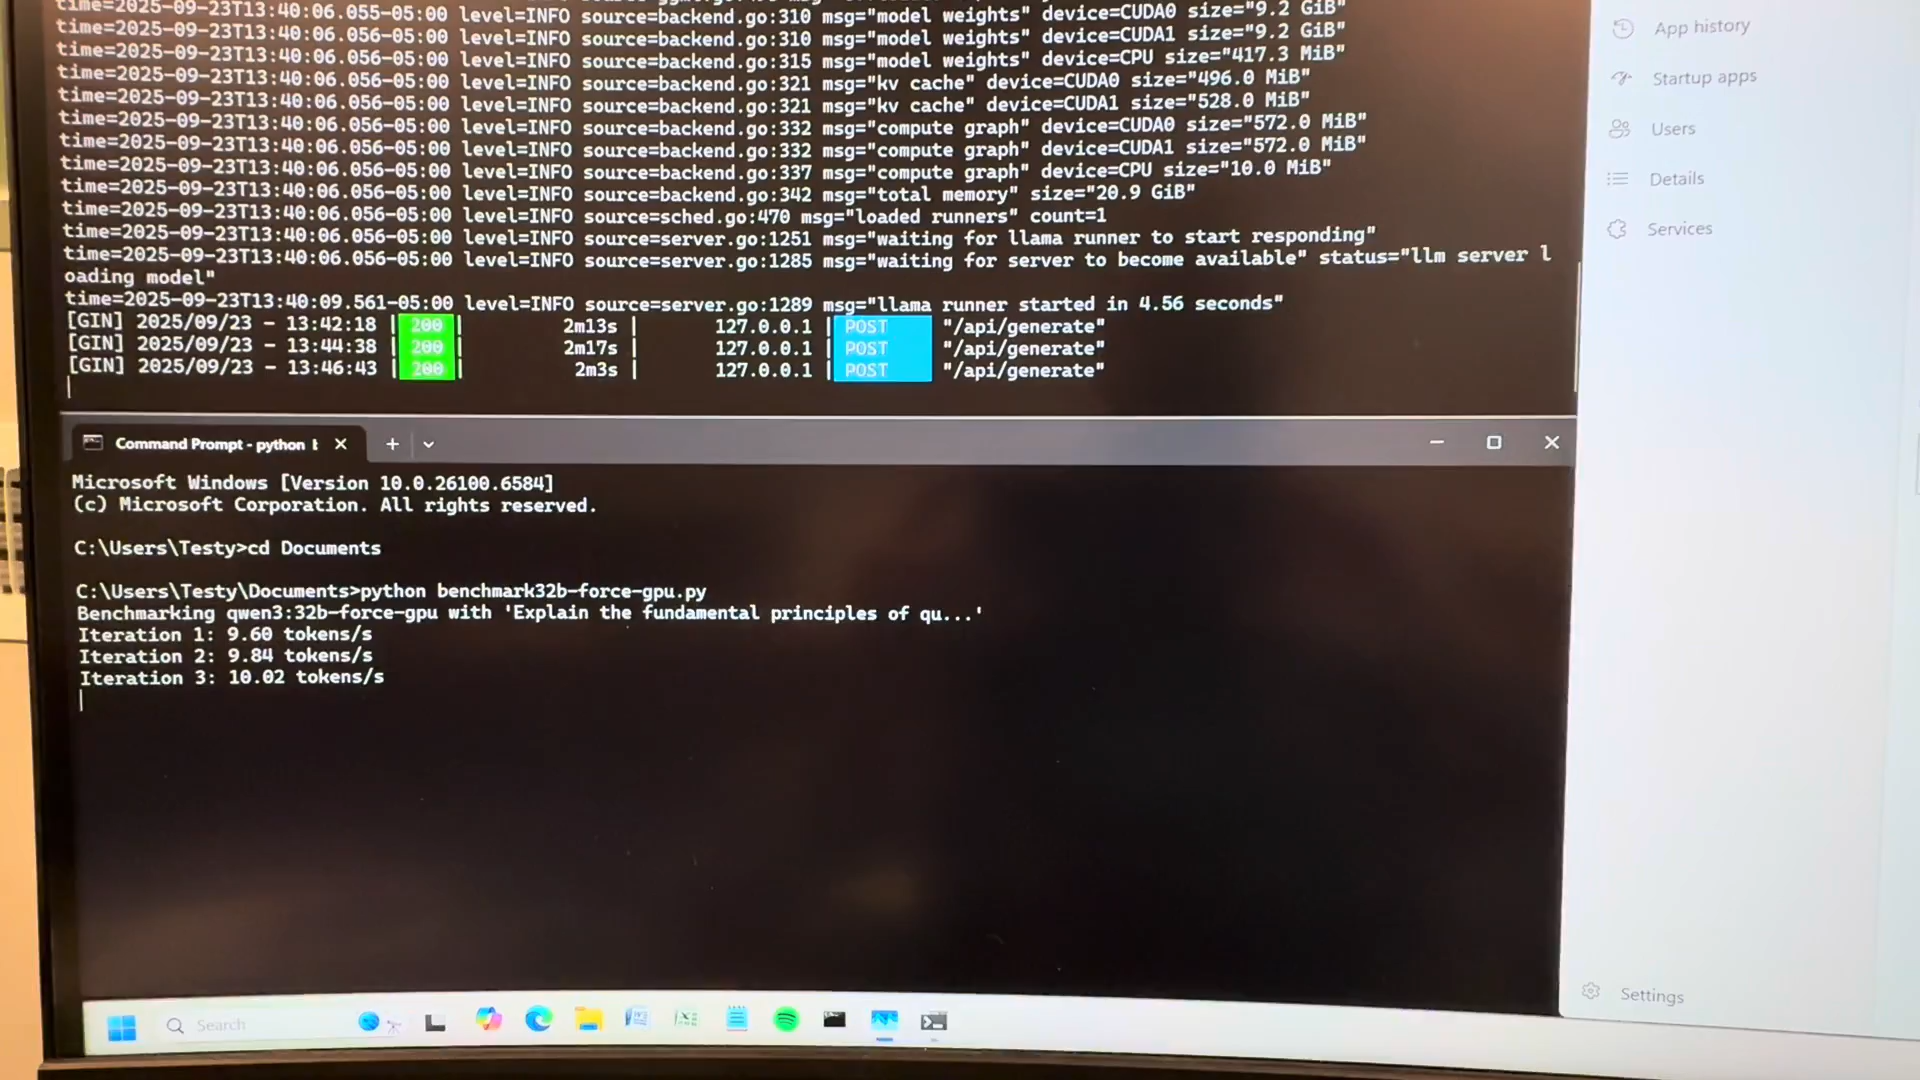 time=2025-09-23T13:40:06.055-05:00 level=INFO source=backend.go:310 msg="model weights" device=CUDA0 size="9.2 GiB"
time=2025-09-23T13:40:06.056-05:00 level=INFO source=backend.go:310 msg="model weights" device=CUDA1 size="9.2 GiB"
time=2025-09-23T13:40:06.056-05:00 level=INFO source=backend.go:315 msg="model weights" device=CPU size="417.3 MiB"
time=2025-09-23T13:40:06.056-05:00 level=INFO source=backend.go:321 msg="kv cache" device=CUDA0 size="496.0 MiB"
time=2025-09-23T13:40:06.056-05:00 level=INFO source=backend.go:321 msg="kv cache" device=CUDA1 size="528.0 MiB"
time=2025-09-23T13:40:06.056-05:00 level=INFO source=backend.go:332 msg="compute graph" device=CUDA0 size="572.0 MiB"
time=2025-09-23T13:40:06.056-05:00 level=INFO source=backend.go:332 msg="compute graph" device=CUDA1 size="572.0 MiB"
time=2025-09-23T13:40:06.056-05:00 level=INFO source=backend.go:337 msg="compute graph" device=CPU size="10.0 MiB"
time=2025-09-23T13:40:06.056-05:00 level=INFO source=backend.go:342 msg="total memory" size="20.9 GiB"
time=2025-09-23T13:40:06.056-05:00 level=INFO source=sched.go:470 msg="loaded runners" count=1
time=2025-09-23T13:40:06.056-05:00 level=INFO source=server.go:1251 msg="waiting for llama runner to start responding"
time=2025-09-23T13:40:06.056-05:00 level=INFO source=server.go:1285 msg="waiting for server to become available" status="llm server l
oading model"
time=2025-09-23T13:40:09.561-05:00 level=INFO source=server.go:1289 msg="llama runner started in 4.56 seconds"
[GIN] 2025/09/23 - 13:42:18 | 200 | 2m13s | 127.0.0.1 | POST "/api/generate"
[GIN] 2025/09/23 - 13:44:38 | 200 | 2m17s | 127.0.0.1 | POST "/api/generate"
[GIN] 2025/09/23 - 13:46:43 | 200 | 2m3s | 127.0.0.1 | POST "/api/generate"
Command Prompt - python
Microsoft Windows [Version 10.0.26100.6584]
(c) Microsoft Corporation. All rights reserved.
C:\Users\Testy>cd Documents
C:\Users\Testy\Documents>python benchmark32b-force-gpu.py
Benchmarking qwen3:32b-force-gpu with 'Explain the fundamental principles of qu...'
Iteration 1: 9.60 tokens/s
Iteration 2: 9.84 tokens/s
Iteration 3: 10.02 tokens/s
App history
Startup apps
Users
Details
Services
Settings
Search